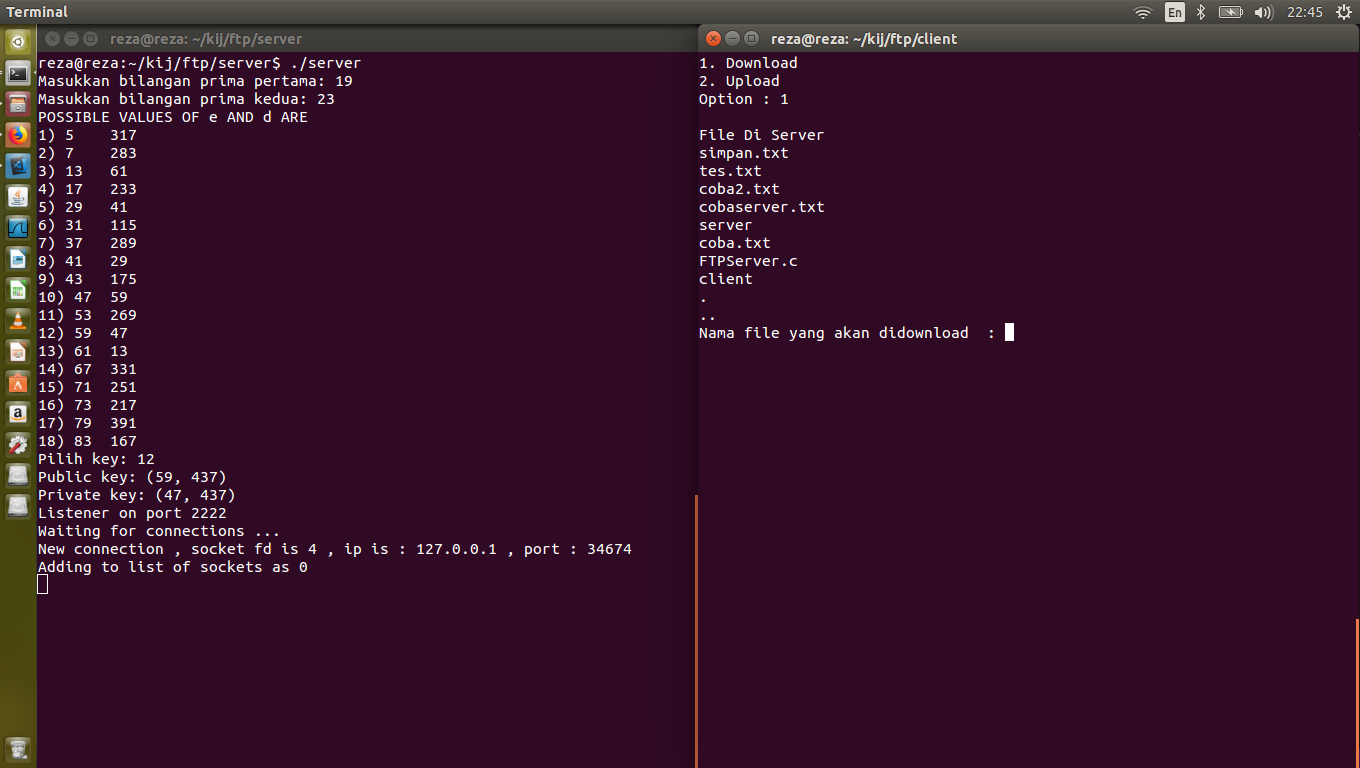 Terminal
En
22:45
reza@reza: ~/kij/ftp/server
reza@reza:~/kij/ftp/server$ ./server
Masukkan bilangan prima pertama: 19
Masukkan bilangan prima kedua: 23
POSSIBLE VALUES OF e AND d ARE
1) 5 317
2) 7 283
3) 13 61
4) 17 233
5) 29 41
6) 31 115
7) 37 289
8) 41 29
9) 43 175
10) 47 59
11) 53 269
12) 59 47
13) 61 13
14) 67 331
15) 71 251
16) 73 217
17) 79 391
18) 83 167
Pilih key: 12
Public key: (59, 437)
Private key: (47, 437)
Listener on port 2222
Waiting for connections ...
New connection , socket fd is 4 , ip is : 127.0.0.1 , port : 34674
Adding to list of sockets as 0
reza@reza: ~/kij/ftp/client
1. Download
2. Upload
Option : 1
File Di Server
simpan.txt
tes.txt
coba2.txt
cobaserver.txt
server
coba.txt
FTPServer.c
client
.
..
Nama file yang akan didownload  :